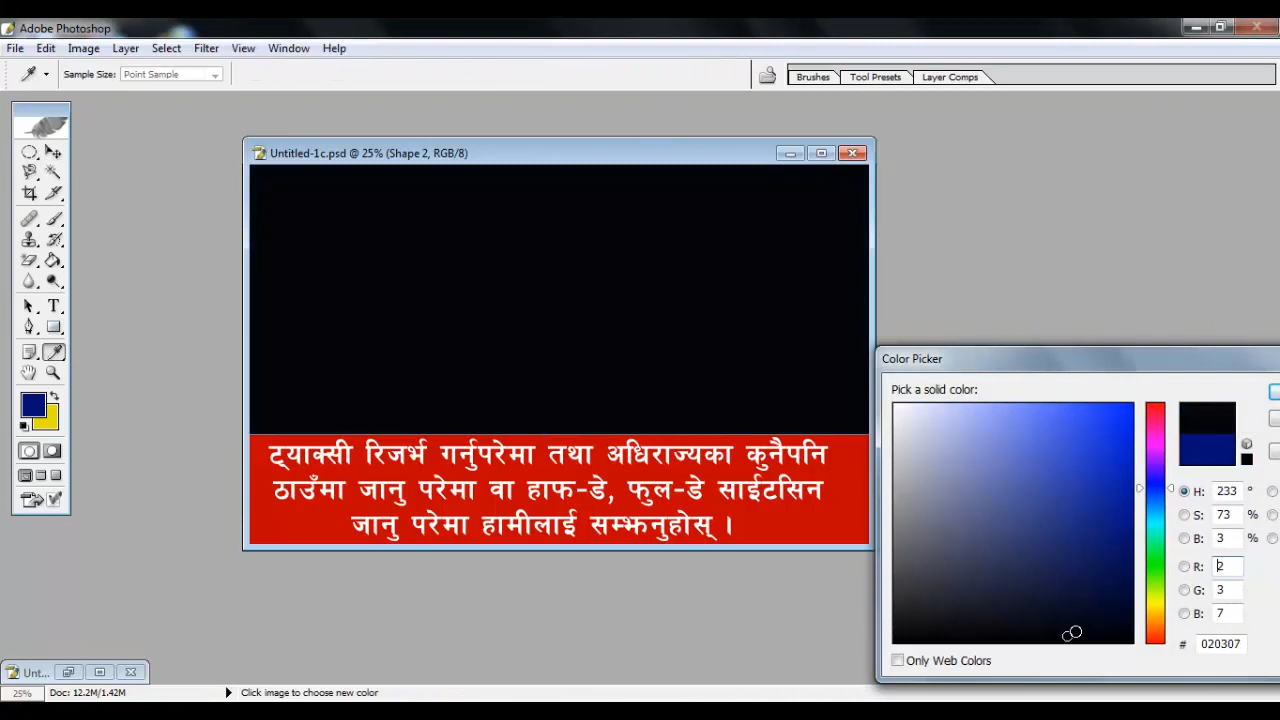 Adobe Photoshop
File Edit Image Layer Select Filter View Window Help
Sample Size: Point Sample
Brushes Tool Presets Layer Comps
Untitled-1c.psd @ 25% (Shape 2, RGB/8)
ट्याक्सी रिजर्भ गर्नुपरेमा तथा अधिराज्यका कुनैपनि
ठाउँमा जानु परेमा वा हाफ-डे, फुल-डे साईटसिन
जानु परेमा हामीलाई सम्झनुहोस् ।
Color Picker
Pick a solid color:
H: 233 °
S: 73 %
B: 3 %
R: 2
G: 3
B: 7
# 020307
Only Web Colors
Unt...
25% Doc: 12.2M/1.42M Click image to choose new color